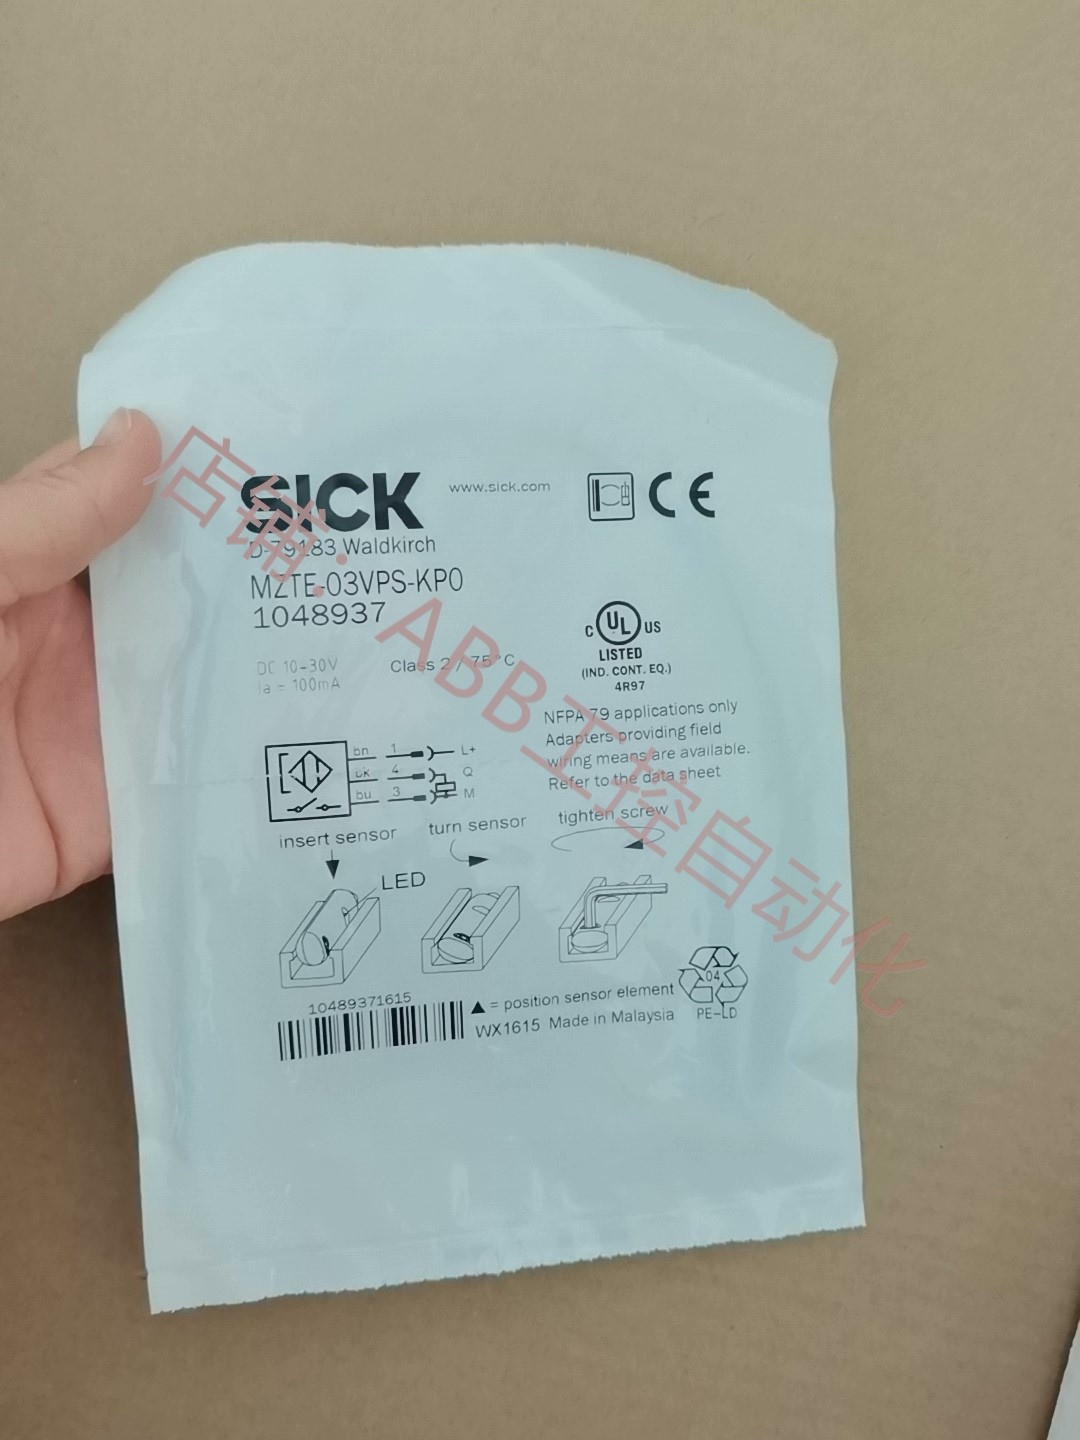 SICK
www.sick.com
CE
D-79183 Waldkirch
MZTE-03VPS-KP0
1048937
DC 10-30V
Ia = 100mA
Class 2 / 75°C
C UL US
LISTED
(IND. CONT. EQ.)
4R97
NFPA 79 applications only
Adapters providing field
wiring means are available.
Refer to the data sheet
bn 1 L+
bk 4 Q
bu 3 M
insert sensor
turn sensor
tighten screw
LED
10489371615
▲ = position sensor element
WX1615 Made in Malaysia
04
PE-LD
店铺：ABB工控自动化